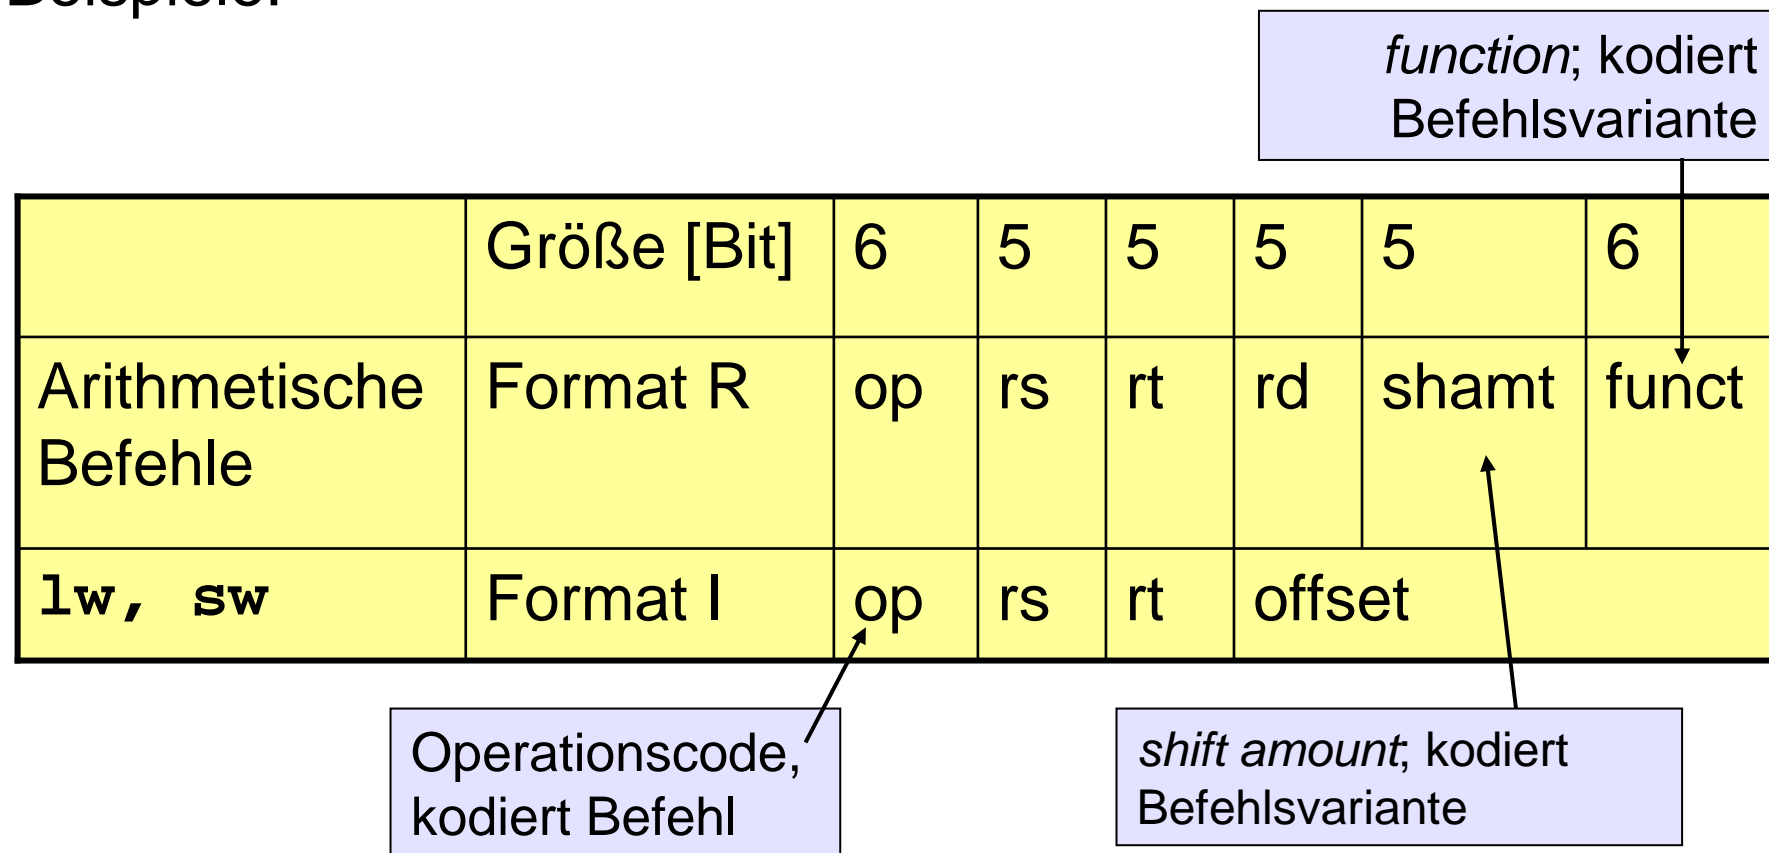 Beispiele:
function; kodiert
Befehlsvariante
Größe [Bit] 6 5 5 5 5 6
Arithmetische Format R op rs rt rd shamt funct
Befehle
lw, sw Format I op rs rt offset
Operationscode,
kodiert Befehl
shift amount; kodiert
Befehlsvariante